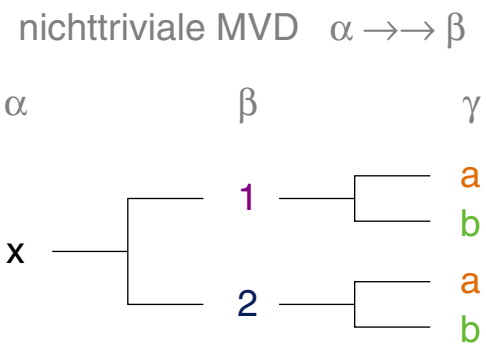 nichttriviale MVD α →→ β
α β γ
a
1
b
x
a
2
b